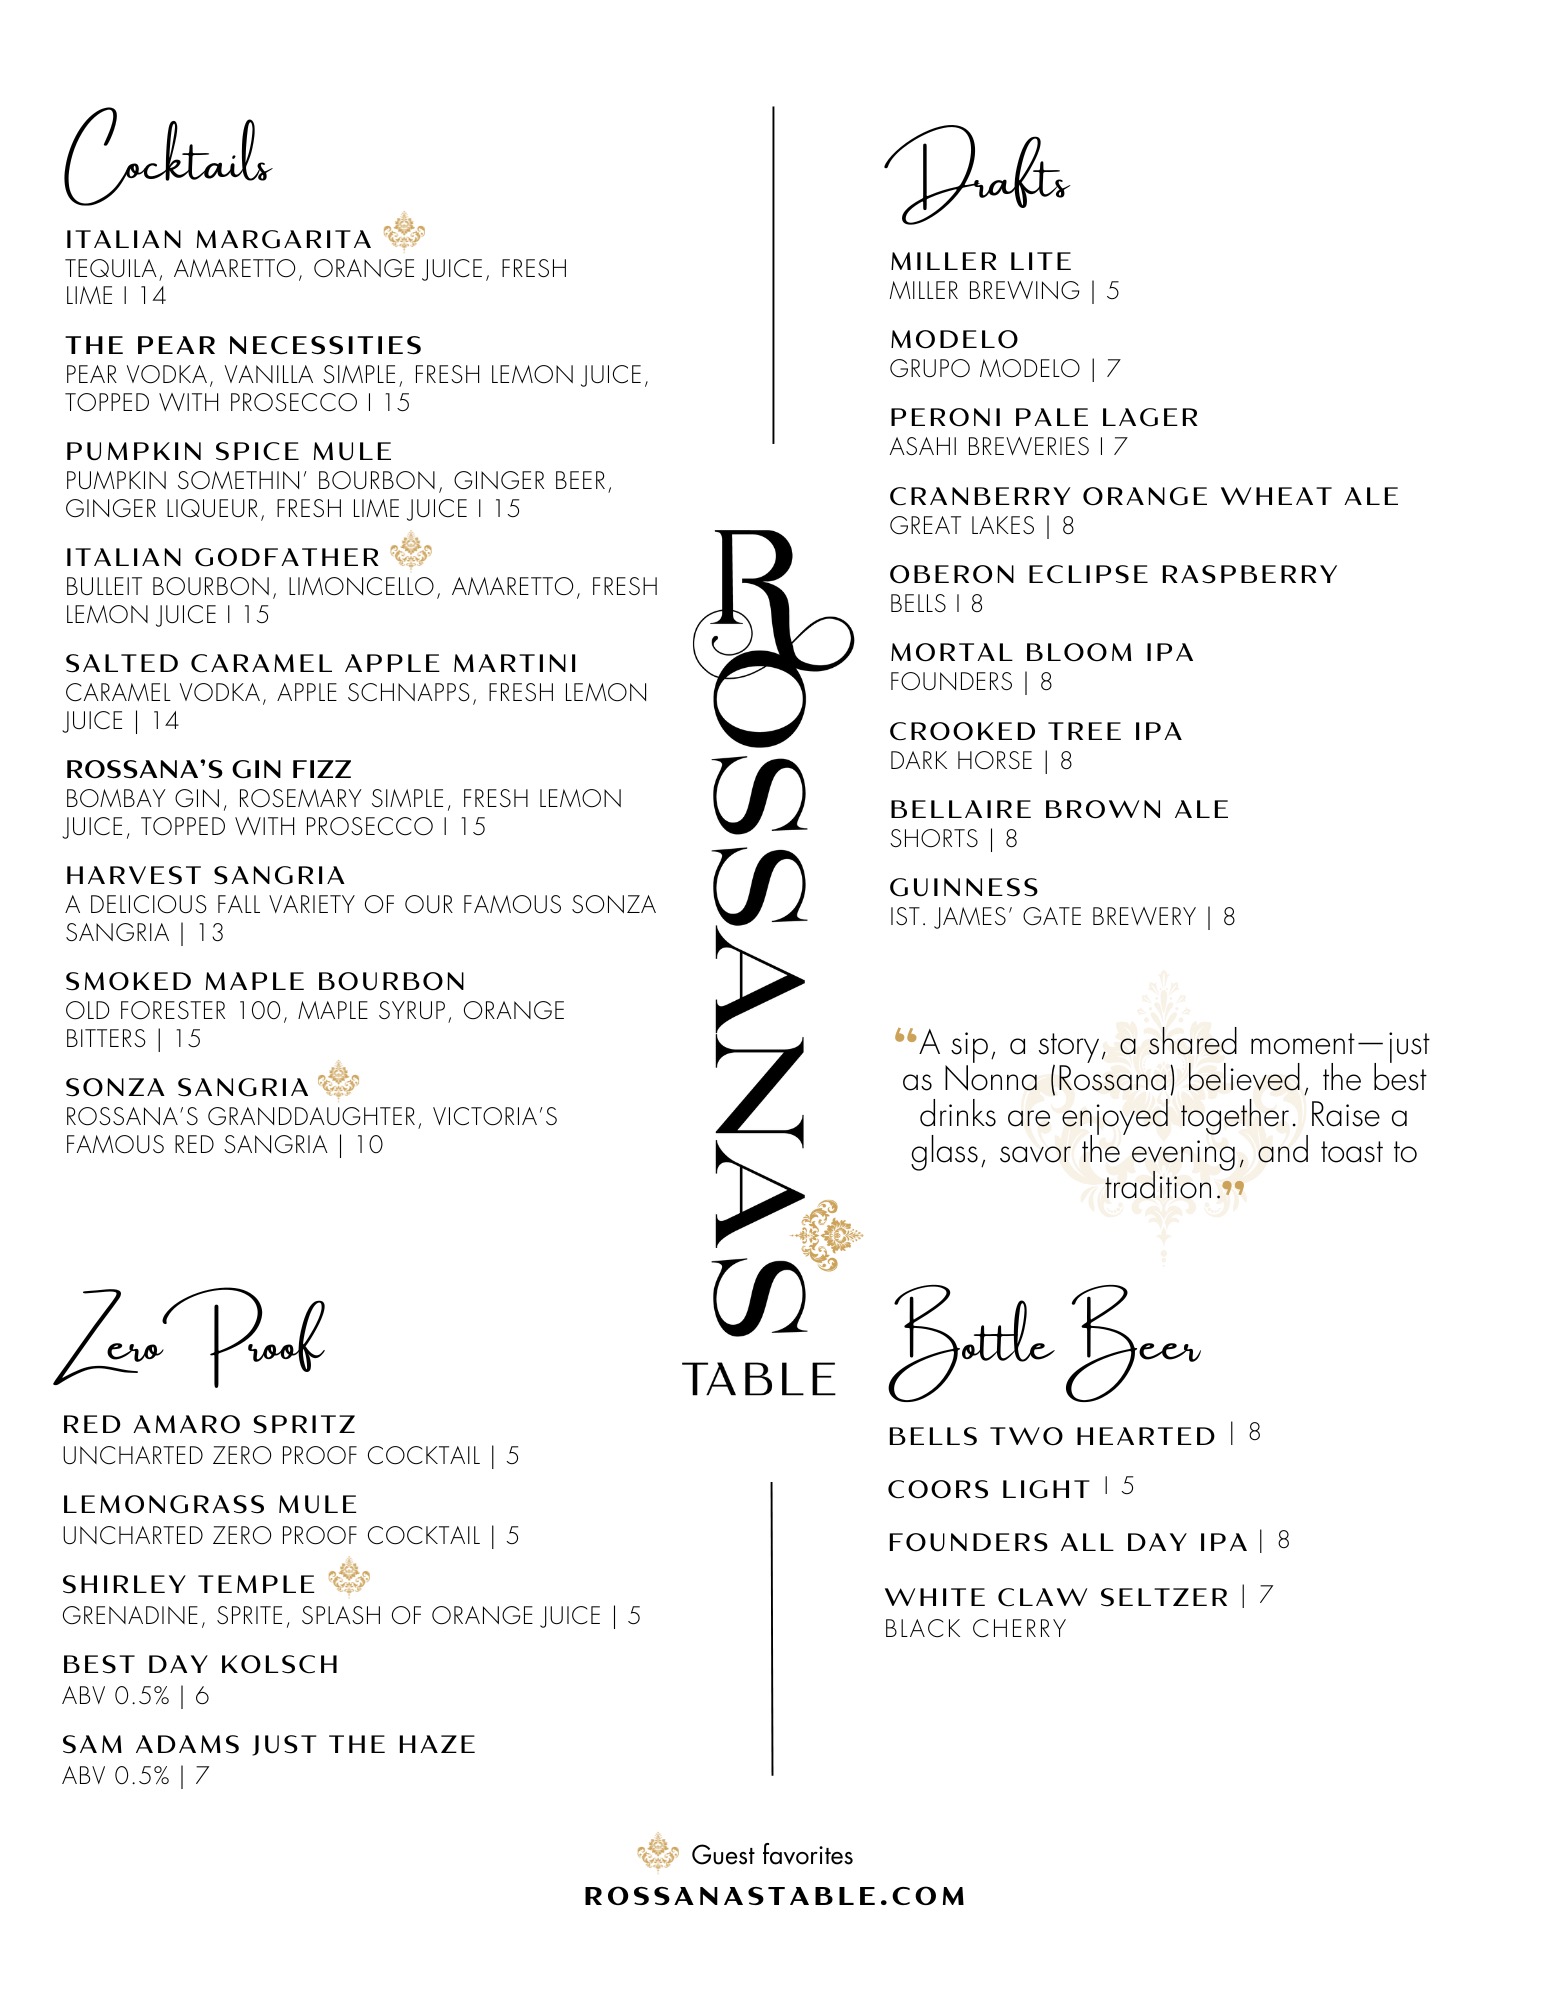 Cocktails
ITALIAN MARGARITA
TEQUILA, AMARETTO, ORANGE JUICE, FRESH
LIME I 14
THE PEAR NECESSITIES
PEAR VODKA, VANILLA SIMPLE, FRESH LEMON JUICE,
TOPPED WITH PROSECCO I 15
PUMPKIN SPICE MULE
PUMPKIN SOMETHIN’ BOURBON, GINGER BEER,
GINGER LIQUEUR, FRESH LIME JUICE I 15
ITALIAN GODFATHER
BULLEIT BOURBON, LIMONCELLO, AMARETTO, FRESH
LEMON JUICE I 15
SALTED CARAMEL APPLE MARTINI
CARAMEL VODKA, APPLE SCHNAPPS, FRESH LEMON
JUICE | 14
ROSSANA’S GIN FIZZ
BOMBAY GIN, ROSEMARY SIMPLE, FRESH LEMON
JUICE, TOPPED WITH PROSECCO I 15
HARVEST SANGRIA
A DELICIOUS FALL VARIETY OF OUR FAMOUS SONZA
SANGRIA | 13
SMOKED MAPLE BOURBON
OLD FORESTER 100, MAPLE SYRUP, ORANGE
BITTERS | 15
SONZA SANGRIA
ROSSANA’S GRANDDAUGHTER, VICTORIA’S
FAMOUS RED SANGRIA | 10
Zero Proof
RED AMARO SPRITZ
UNCHARTED ZERO PROOF COCKTAIL | 5
LEMONGRASS MULE
UNCHARTED ZERO PROOF COCKTAIL | 5
SHIRLEY TEMPLE
GRENADINE, SPRITE, SPLASH OF ORANGE JUICE | 5
BEST DAY KOLSCH
ABV 0.5% | 6
SAM ADAMS JUST THE HAZE
ABV 0.5% | 7
ROSSANAS
TABLE
Drafts
MILLER LITE
MILLER BREWING | 5
MODELO
GRUPO MODELO | 7
PERONI PALE LAGER
ASAHI BREWERIES I 7
CRANBERRY ORANGE WHEAT ALE
GREAT LAKES | 8
OBERON ECLIPSE RASPBERRY
BELLS I 8
MORTAL BLOOM IPA
FOUNDERS | 8
CROOKED TREE IPA
DARK HORSE | 8
BELLAIRE BROWN ALE
SHORTS | 8
GUINNESS
IST. JAMES’ GATE BREWERY | 8
“A sip, a story, a shared moment—just
as Nonna (Rossana) believed, the best
drinks are enjoyed together. Raise a
glass, savor the evening, and toast to
tradition.”
Bottle Beer
BELLS TWO HEARTED | 8
COORS LIGHT I 5
FOUNDERS ALL DAY IPA | 8
WHITE CLAW SELTZER | 7
BLACK CHERRY
Guest favorites
ROSSANASTABLE.COM